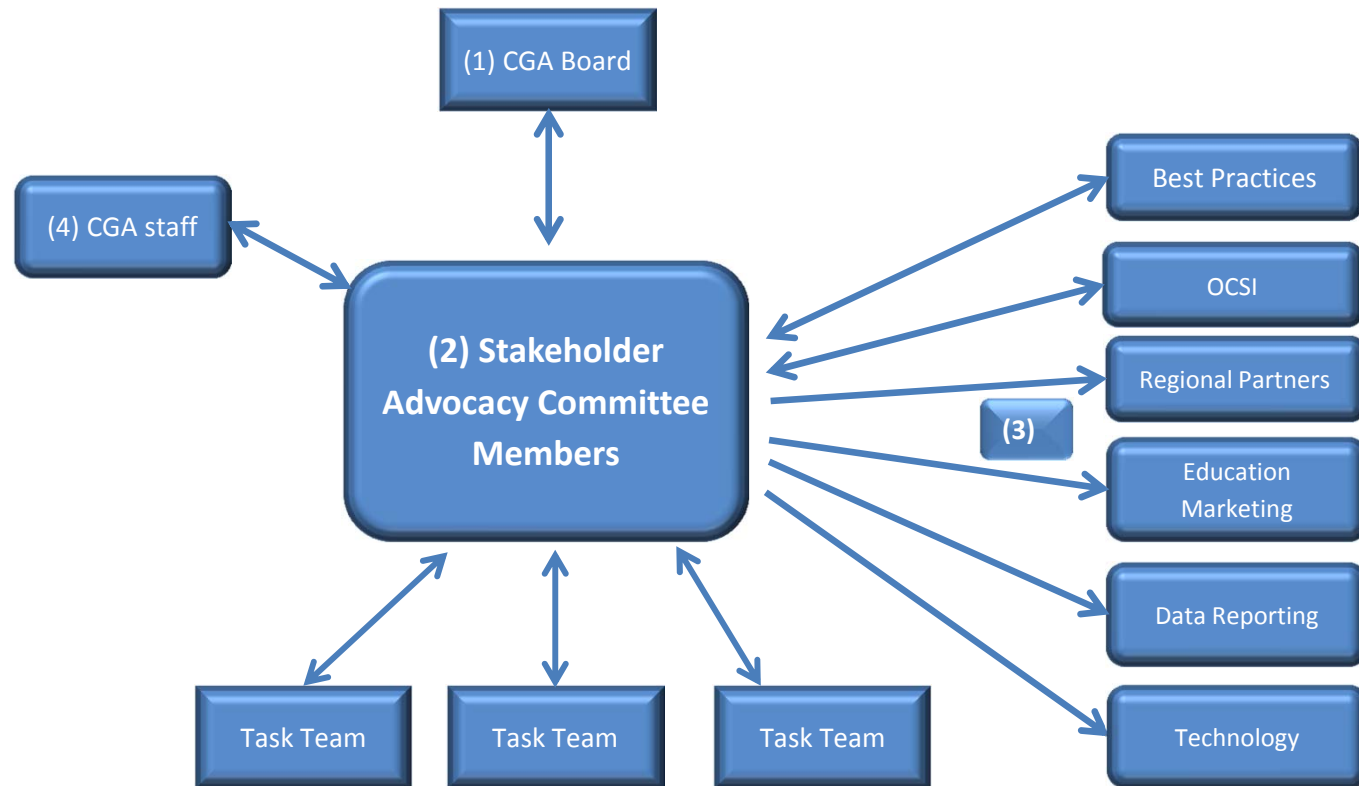 (1) CGA Board
Best Practices
(4) CGA staff
OCSI
(2) Stakeholder
Advocacy Committee
Members
Regional Partners
(3)
Education
Marketing
Data Reporting
Task Team
Task Team
Task Team
Technology